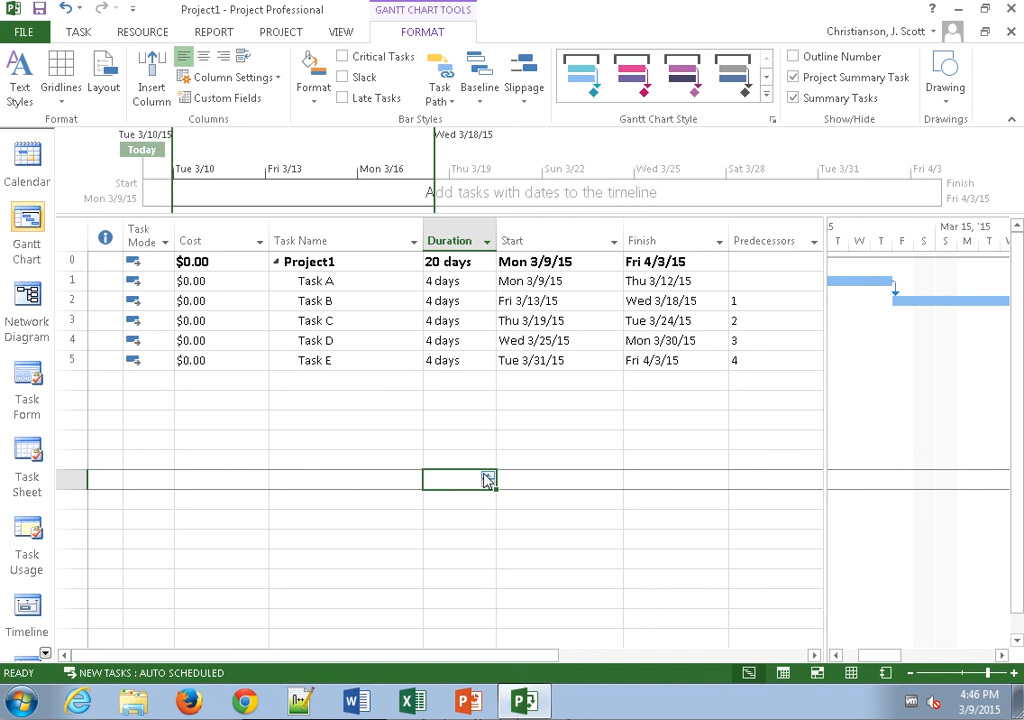 Project1 - Project Professional
GANTT CHART TOOLS
FILE TASK RESOURCE REPORT PROJECT VIEW FORMAT
Christianson, J. Scott
Text Styles
Gridlines
Layout
Format
Insert Column
Column Settings
Custom Fields
Columns
Format
Critical Tasks
Slack
Late Tasks
Task Path
Baseline
Slippage
Bar Styles
Gantt Chart Style
Outline Number
Project Summary Task
Summary Tasks
Show/Hide
Drawing
Drawings
Tue 3/10/15 Wed 3/18/15
Today
Tue 3/10 Fri 3/13 Mon 3/16 Thu 3/19 Sun 3/22 Wed 3/25 Sat 3/28 Tue 3/31 Fri 4/3
Start
Mon 3/9/15
Add tasks with dates to the timeline
Finish
Fri 4/3/15
Calendar
Gantt Chart
Network Diagram
Task Form
Task Sheet
Task Usage
Timeline
Task Mode Cost Task Name Duration Start Finish Predecessors
5 Mar 15, '15
T W T F S S M T W
0 $0.00 Project1 20 days Mon 3/9/15 Fri 4/3/15
1 $0.00 Task A 4 days Mon 3/9/15 Thu 3/12/15
2 $0.00 Task B 4 days Fri 3/13/15 Wed 3/18/15 1
3 $0.00 Task C 4 days Thu 3/19/15 Tue 3/24/15 2
4 $0.00 Task D 4 days Wed 3/25/15 Mon 3/30/15 3
5 $0.00 Task E 4 days Tue 3/31/15 Fri 4/3/15 4
READY NEW TASKS : AUTO SCHEDULED
4:46 PM
3/9/2015